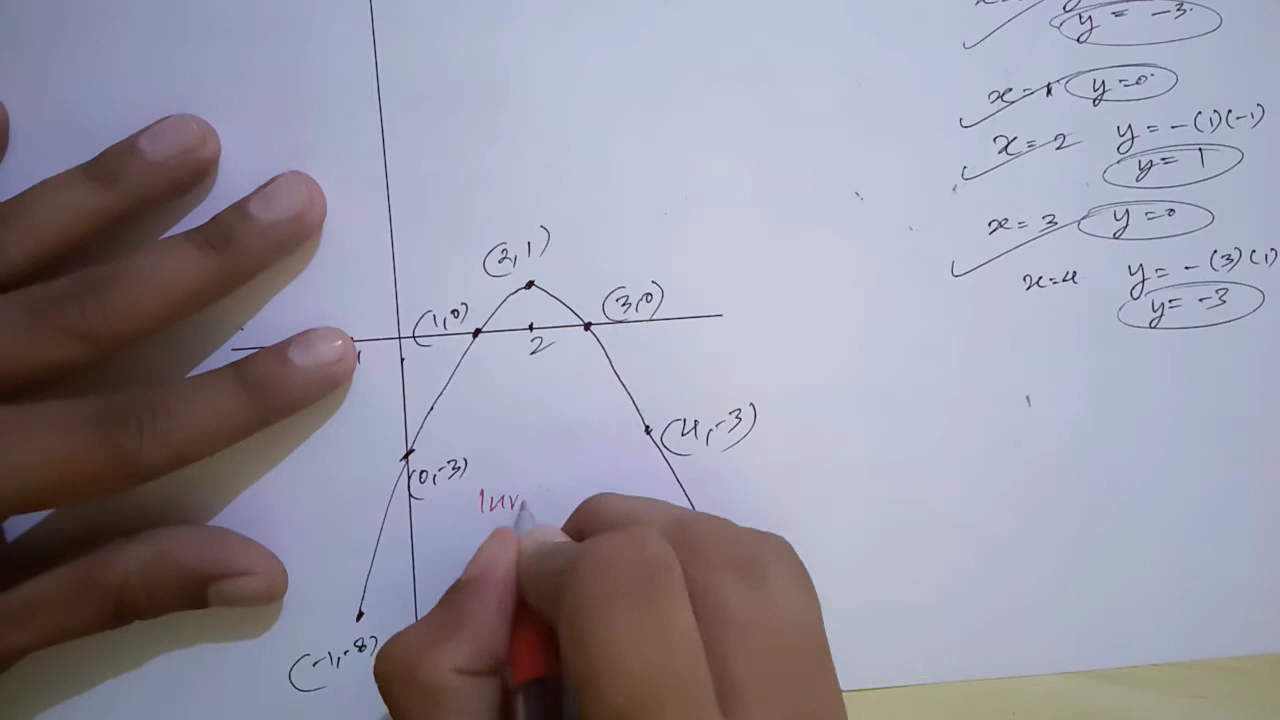 y = -3
x=1 y=0
x=2 y=-(1)(-1)
y=1
x=3 y=0
x=4 y=-(3)(1)
y=-3
(2,1)
(1,0)
(3,0)
2
(4,-3)
(0,-3)
(-1,-8)